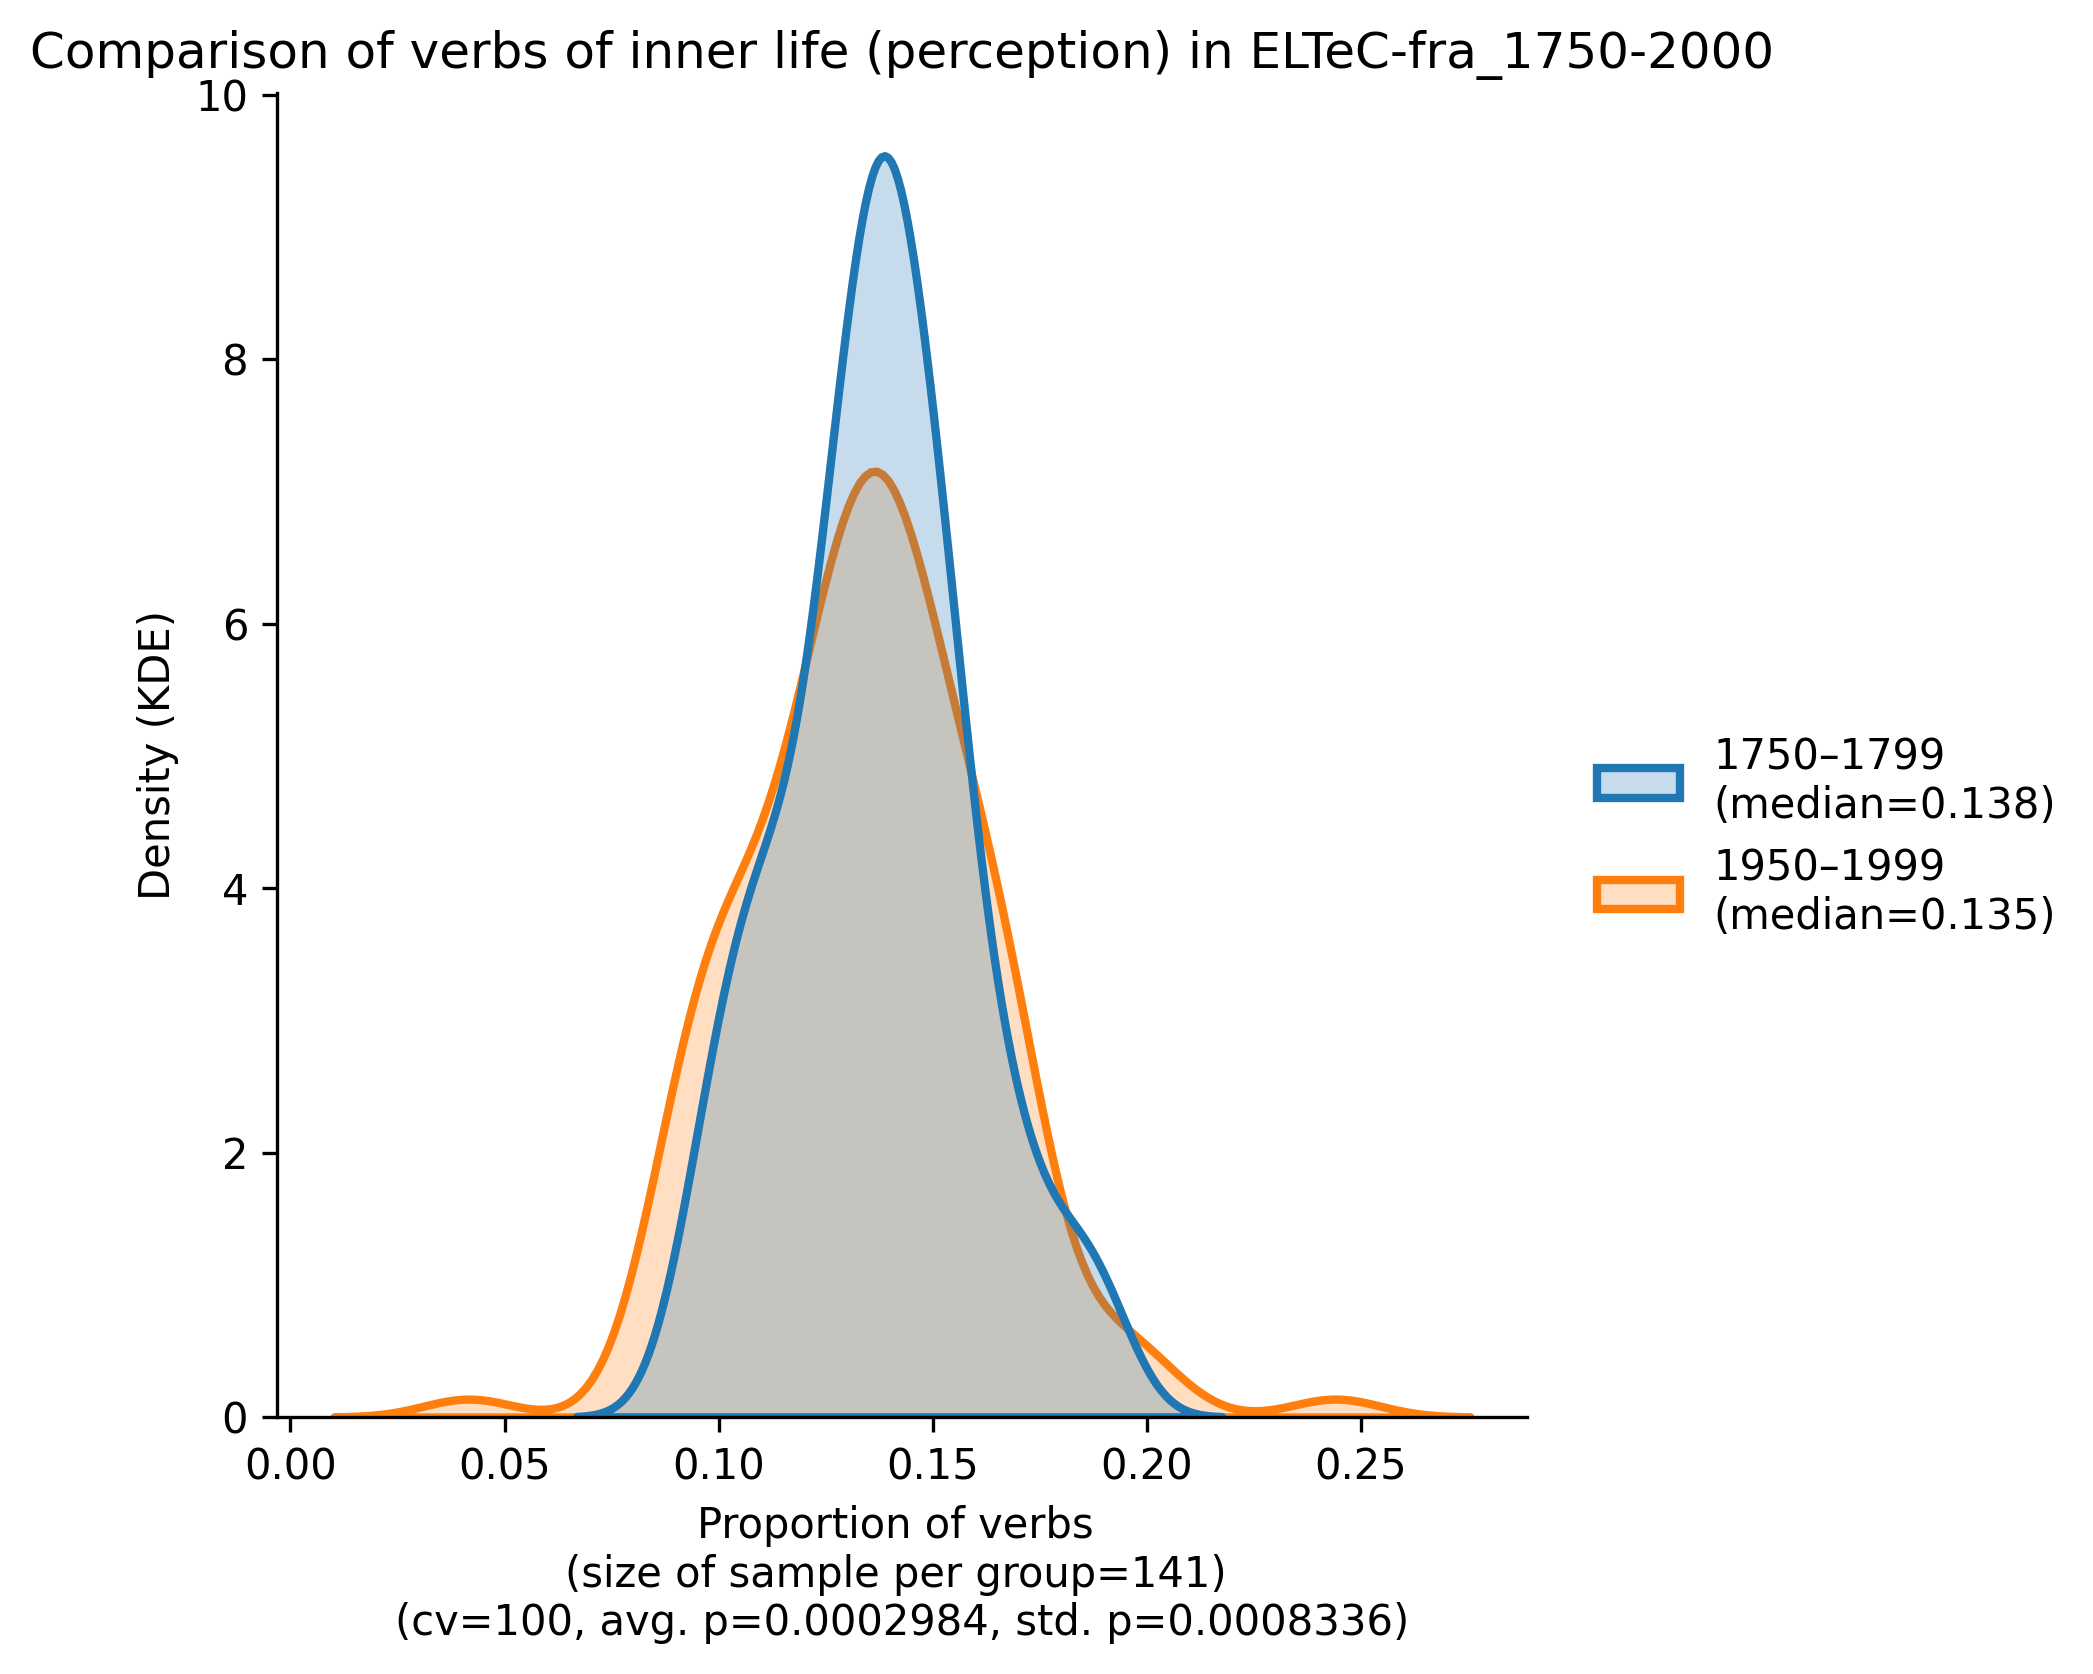 Comparison of verbs of inner life (perception) in ELTeC-fra_1750-2000
10
8
6
4
2
0
Density (KDE)
0.00 0.05 0.10 0.15 0.20 0.25
Proportion of verbs
(size of sample per group=141)
(cv=100, avg. p=0.0002984, std. p=0.0008336)
1750–1799
(median=0.138)
1950–1999
(median=0.135)